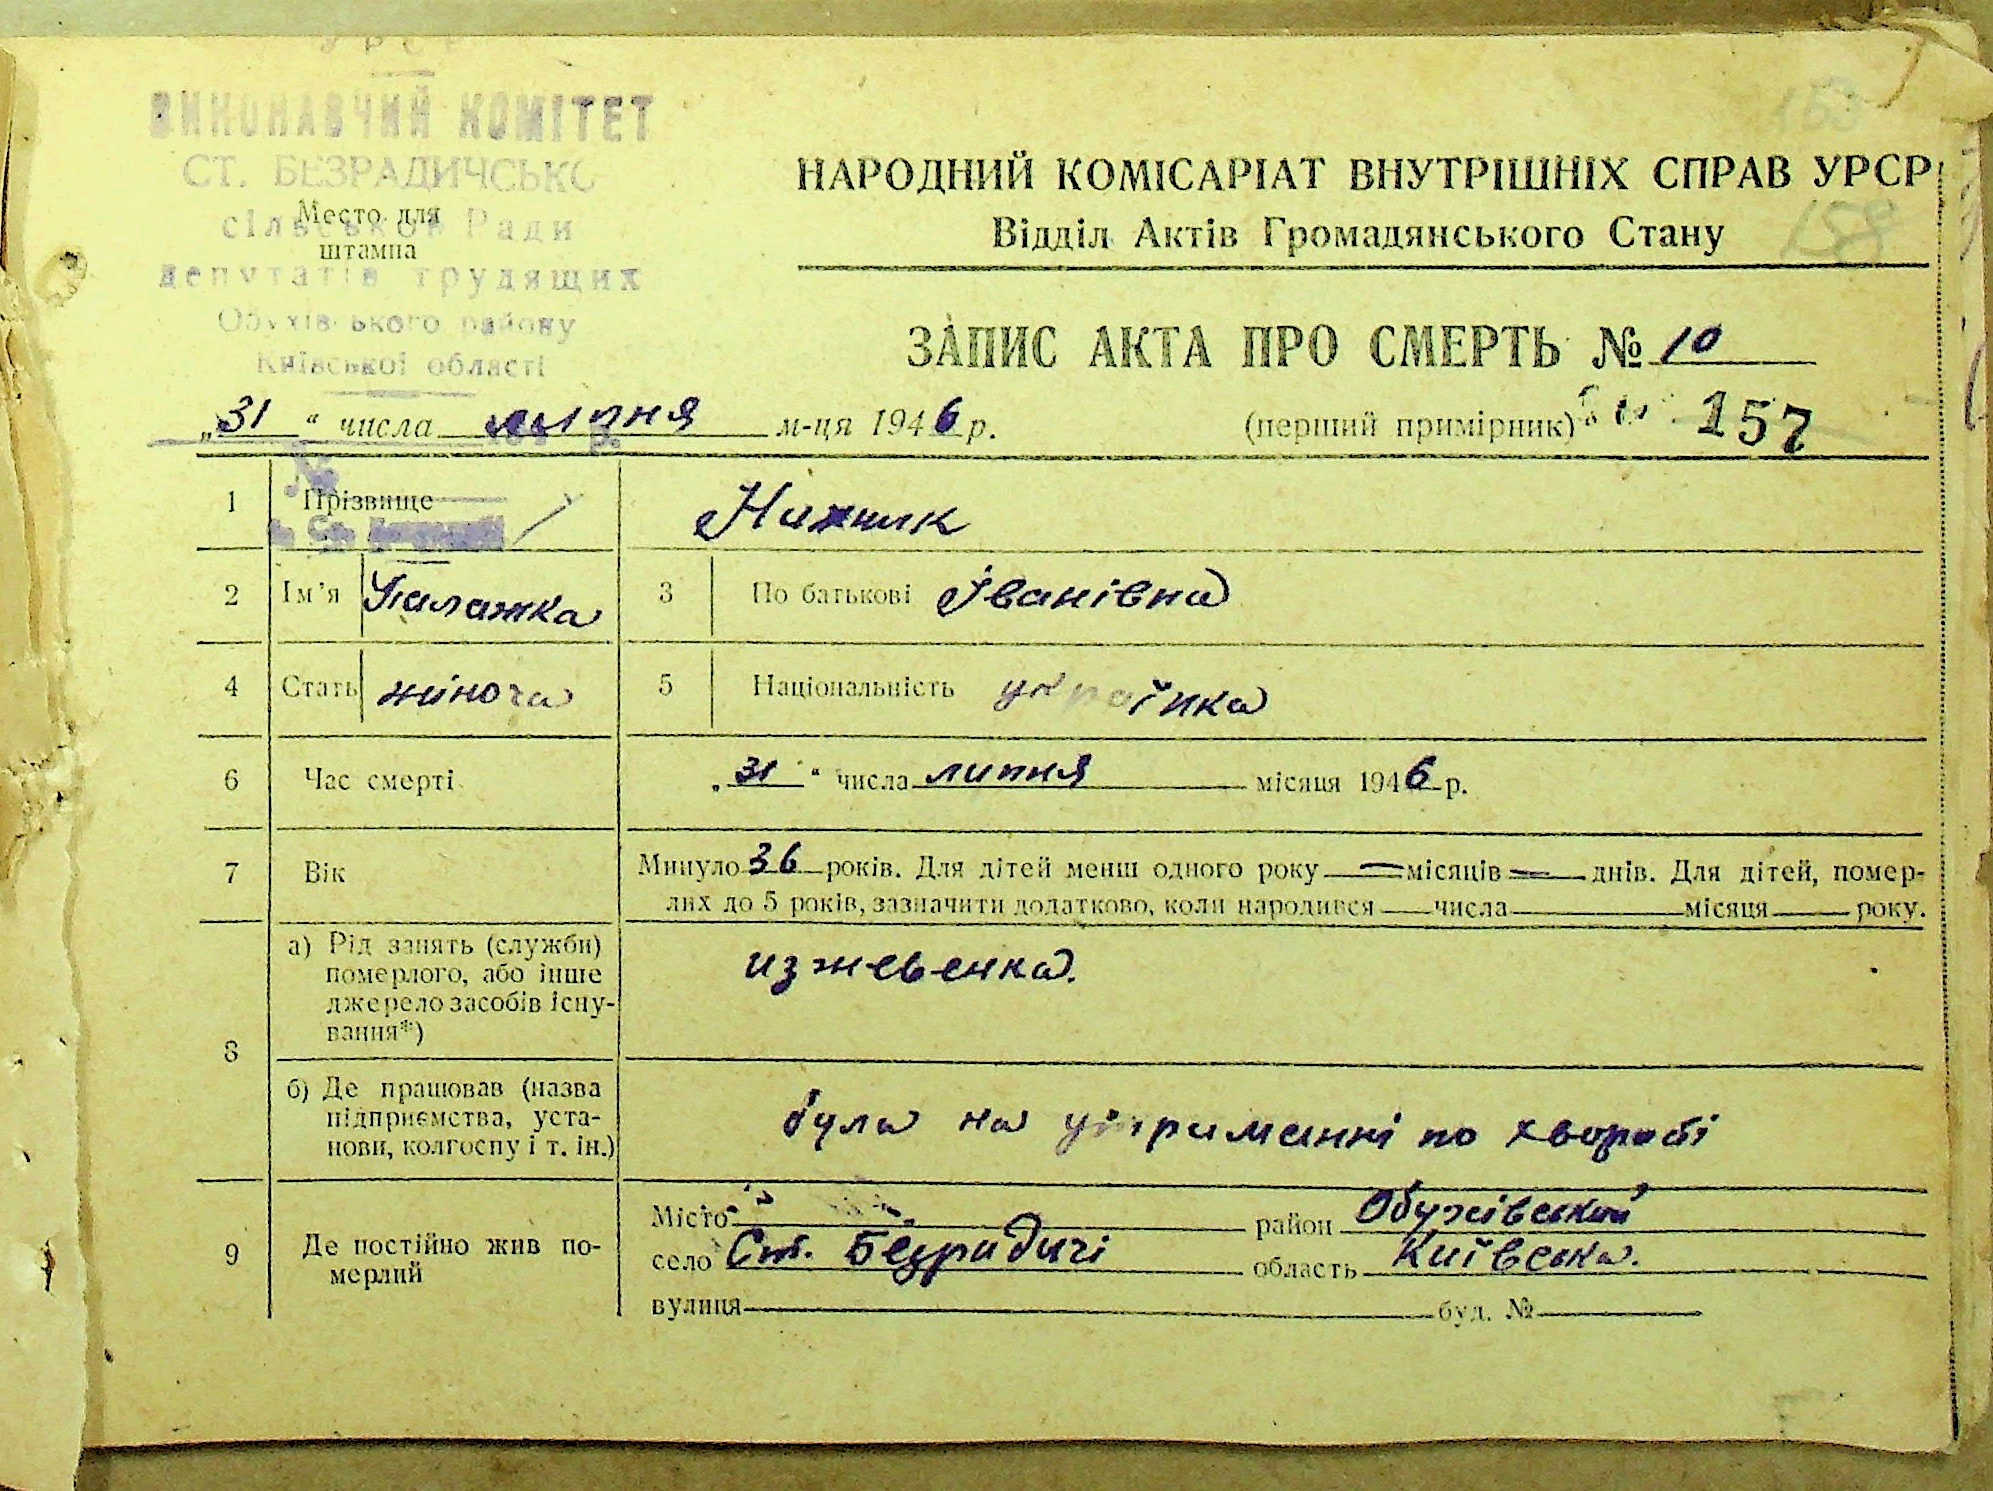 УРСР
ВИКОНАВЧИЙ КОМІТЕТ
СТ. БЕЗРАДИЧСЬКО
сільської Ради
депутатів трудящих
Обухівського району
Київської області
Место для
штампа
НАРОДНИЙ КОМІСАРІАТ ВНУТРІШНІХ СПРАВ УРСР
Відділ Актів Громадянського Стану
159
ЗАПИС АКТА ПРО СМЕРТЬ № 10
„31“ числа липня м-ця 1946 р.
(перший примірник)
157
1 Прізвище Нижник
2 Ім'я Палажка 3 По батькові Іванівна
4 Стать жіноча 5 Національність українка
6 Час смерті „31“ числа липня місяця 1946 р.
7 Вік Минуло 36 років. Для дітей менш одного року — місяців — днів. Для дітей, помер-
лих до 5 років, зазначити додатково, коли народився числа місяця року.
8 а) Рід занять (служби)
померлого, або інше
джерело засобів існу-
вання*)
изжевенка.
б) Де працював (назва
підприємства, уста-
нови, колгоспу і т. ін.)
була на утриманні по хворобі
9 Де постійно жив по-
мерлий
Місто район Обухівський
село Ст. Безрадичі область Київська.
вулиця буд. №